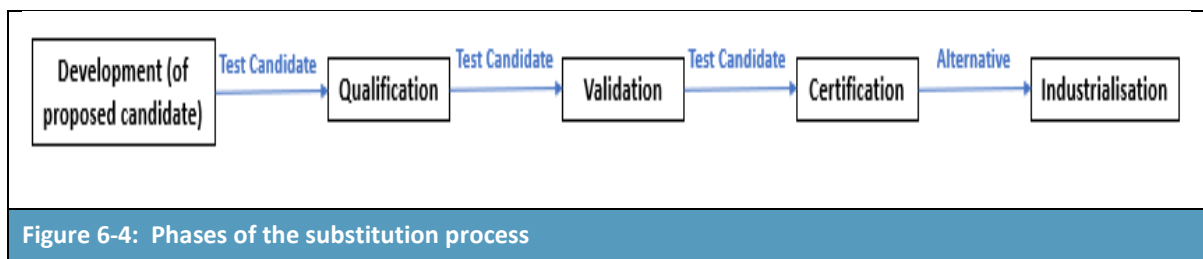 Development (of
proposed candidate)
Test Candidate
Qualification
Test Candidate
Validation
Test Candidate
Certification
Alternative
Industrialisation
Figure 6-4: Phases of the substitution process